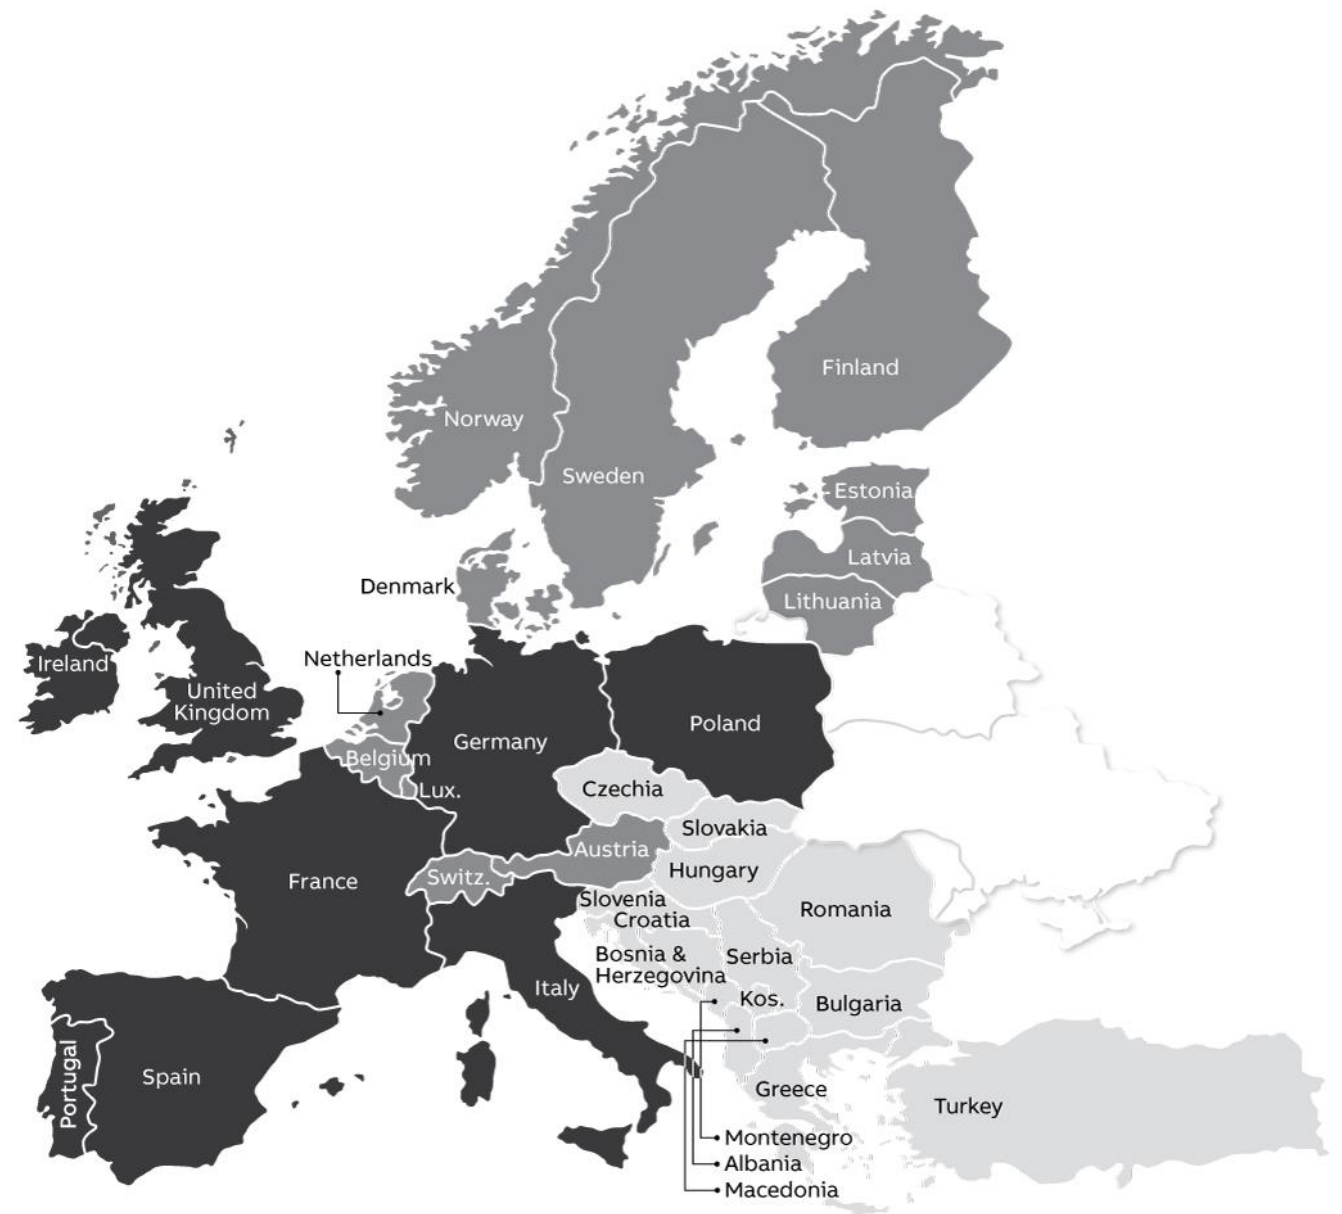 Finland
Norway
Sweden
Estonia
Latvia
Denmark
Lithuania
Netherlands
Ireland
United
Kingdom
Poland
Germany
Belgium
Lux.
Czechia
Slovakia
Austria
Hungary
France
Switz.
Slovenia
Croatia
Romania
Bosnia &
Herzegovina
Serbia
Italy
Kos.
Bulgaria
Portugal
Spain
Greece
Turkey
Montenegro
Albania
Macedonia